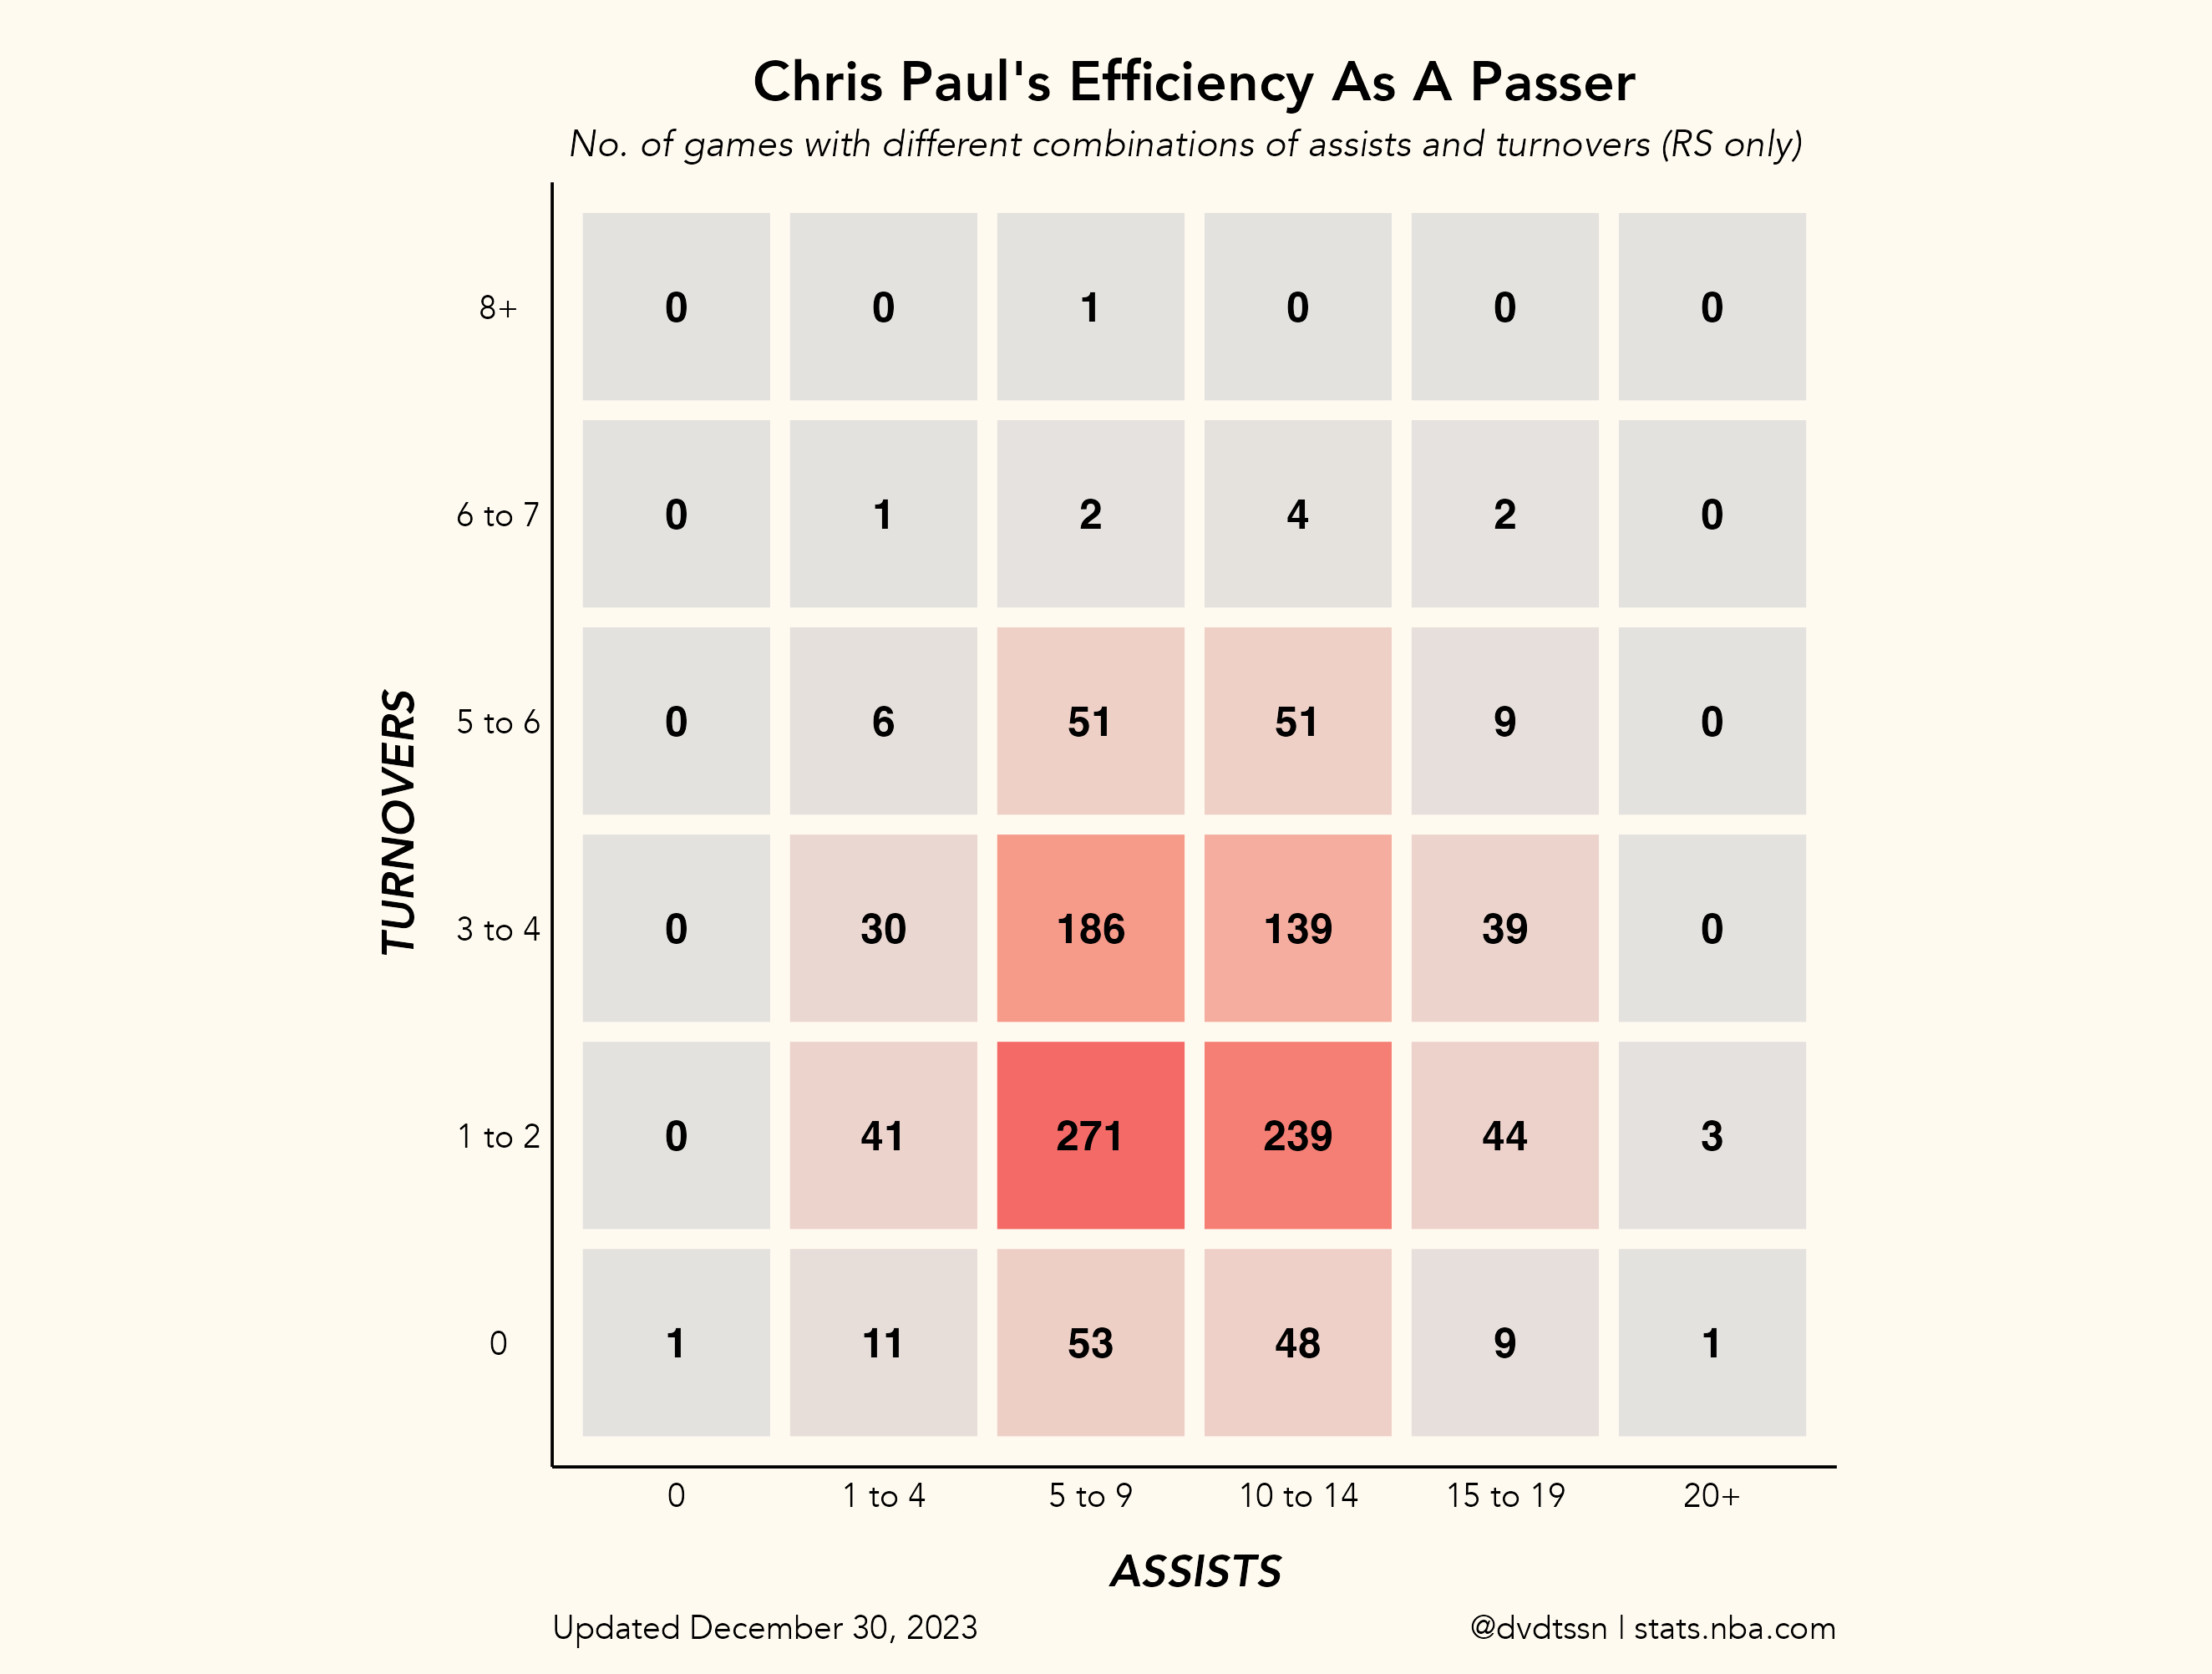 Chris Paul's Efficiency As A Passer
No. of games with different combinations of assists and turnovers (RS only)
TURNOVERS
8+ 0 0 1 0 0 0
6 to 7 0 1 2 4 2 0
5 to 6 0 6 51 51 9 0
3 to 4 0 30 186 139 39 0
1 to 2 0 41 271 239 44 3
0 1 11 53 48 9 1
0 1 to 4 5 to 9 10 to 14 15 to 19 20+
ASSISTS
Updated December 30, 2023 @dvdtssn | stats.nba.com